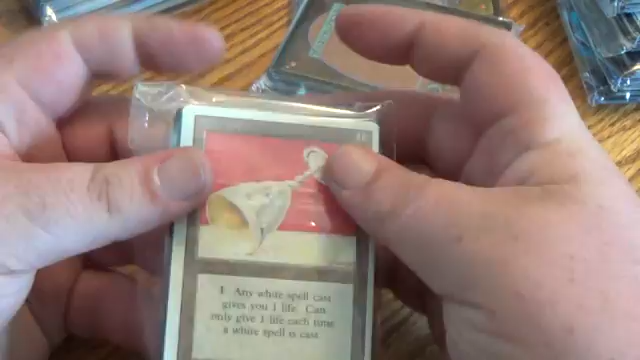 1 Any white spell cast
gives you 1 life. Can
only give 1 life each time
a white spell is cast